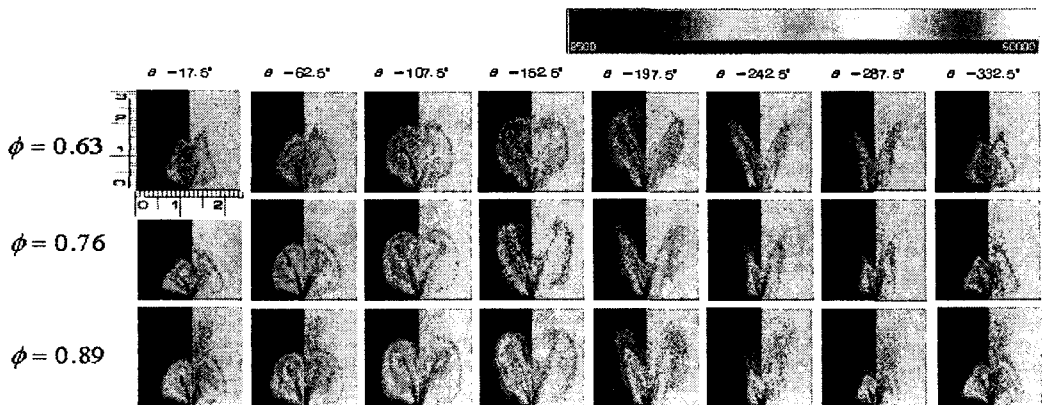 2500 60000
θ -17.5° θ -62.5° θ -107.5° θ -152.5° θ -197.5° θ -242.5° θ -287.5° θ -332.5°
ϕ = 0.63
0 1 2
ϕ = 0.76
ϕ = 0.89